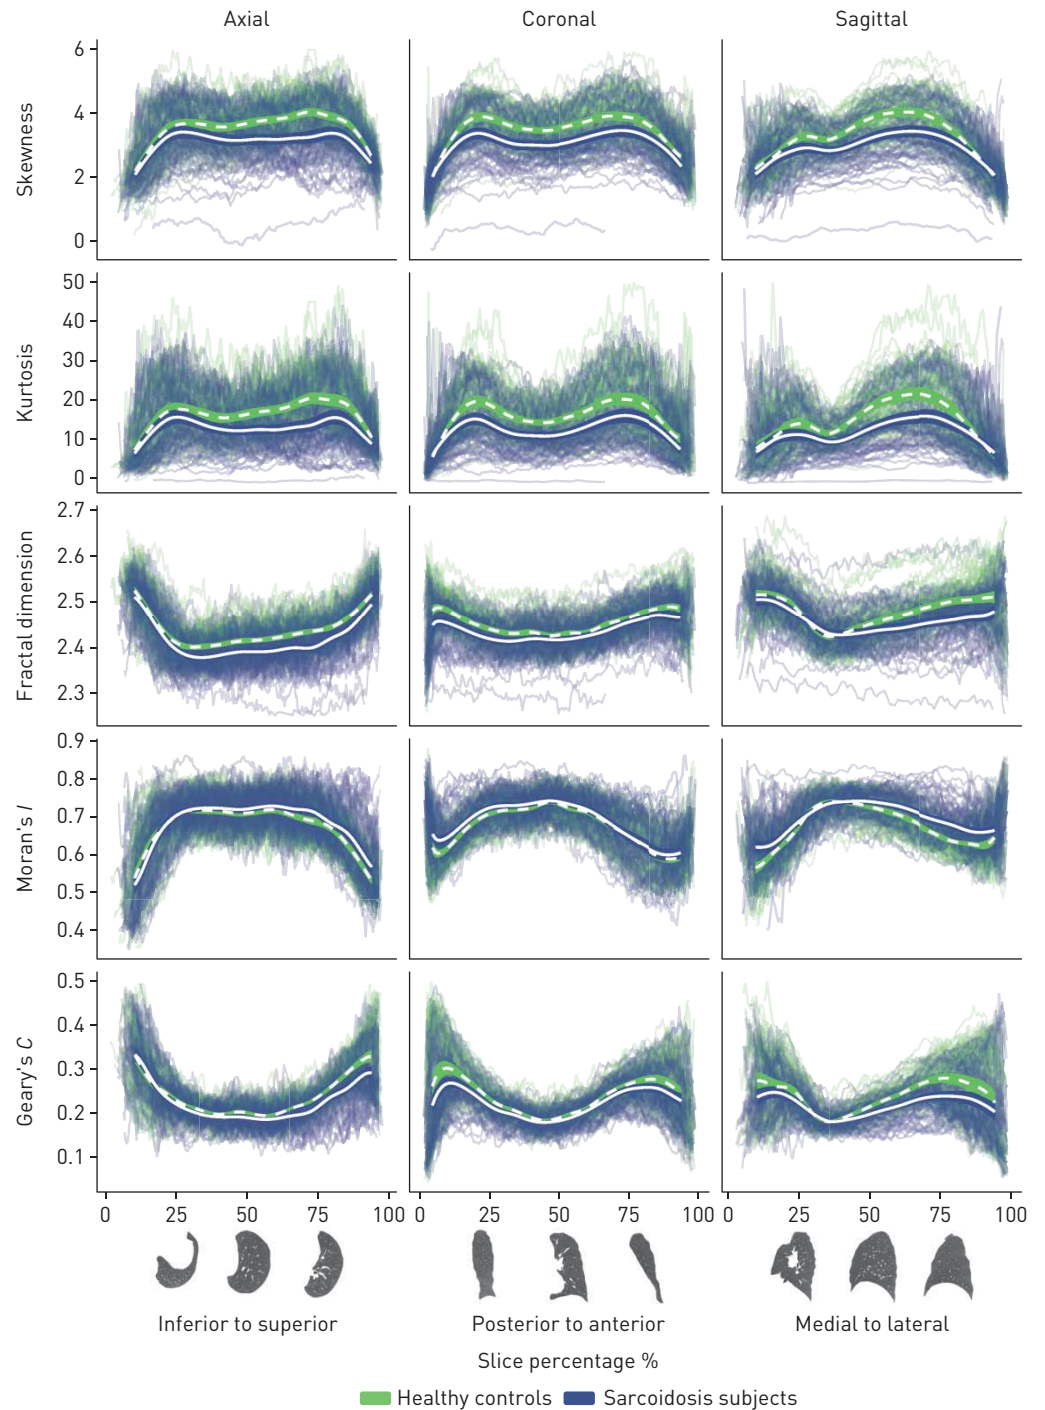 Axial Coronal Sagittal
Skewness
6
4
2
0
Kurtosis
50
40
30
20
10
0
Fractal dimension
2.7
2.6
2.5
2.4
2.3
Moran's I
0.9
0.8
0.7
0.6
0.5
0.4
Geary's C
0.5
0.4
0.3
0.2
0.1
0 25 50 75 100 0 25 50 75 100 0 25 50 75 100
Inferior to superior Posterior to anterior Medial to lateral
Slice percentage %
Healthy controls Sarcoidosis subjects